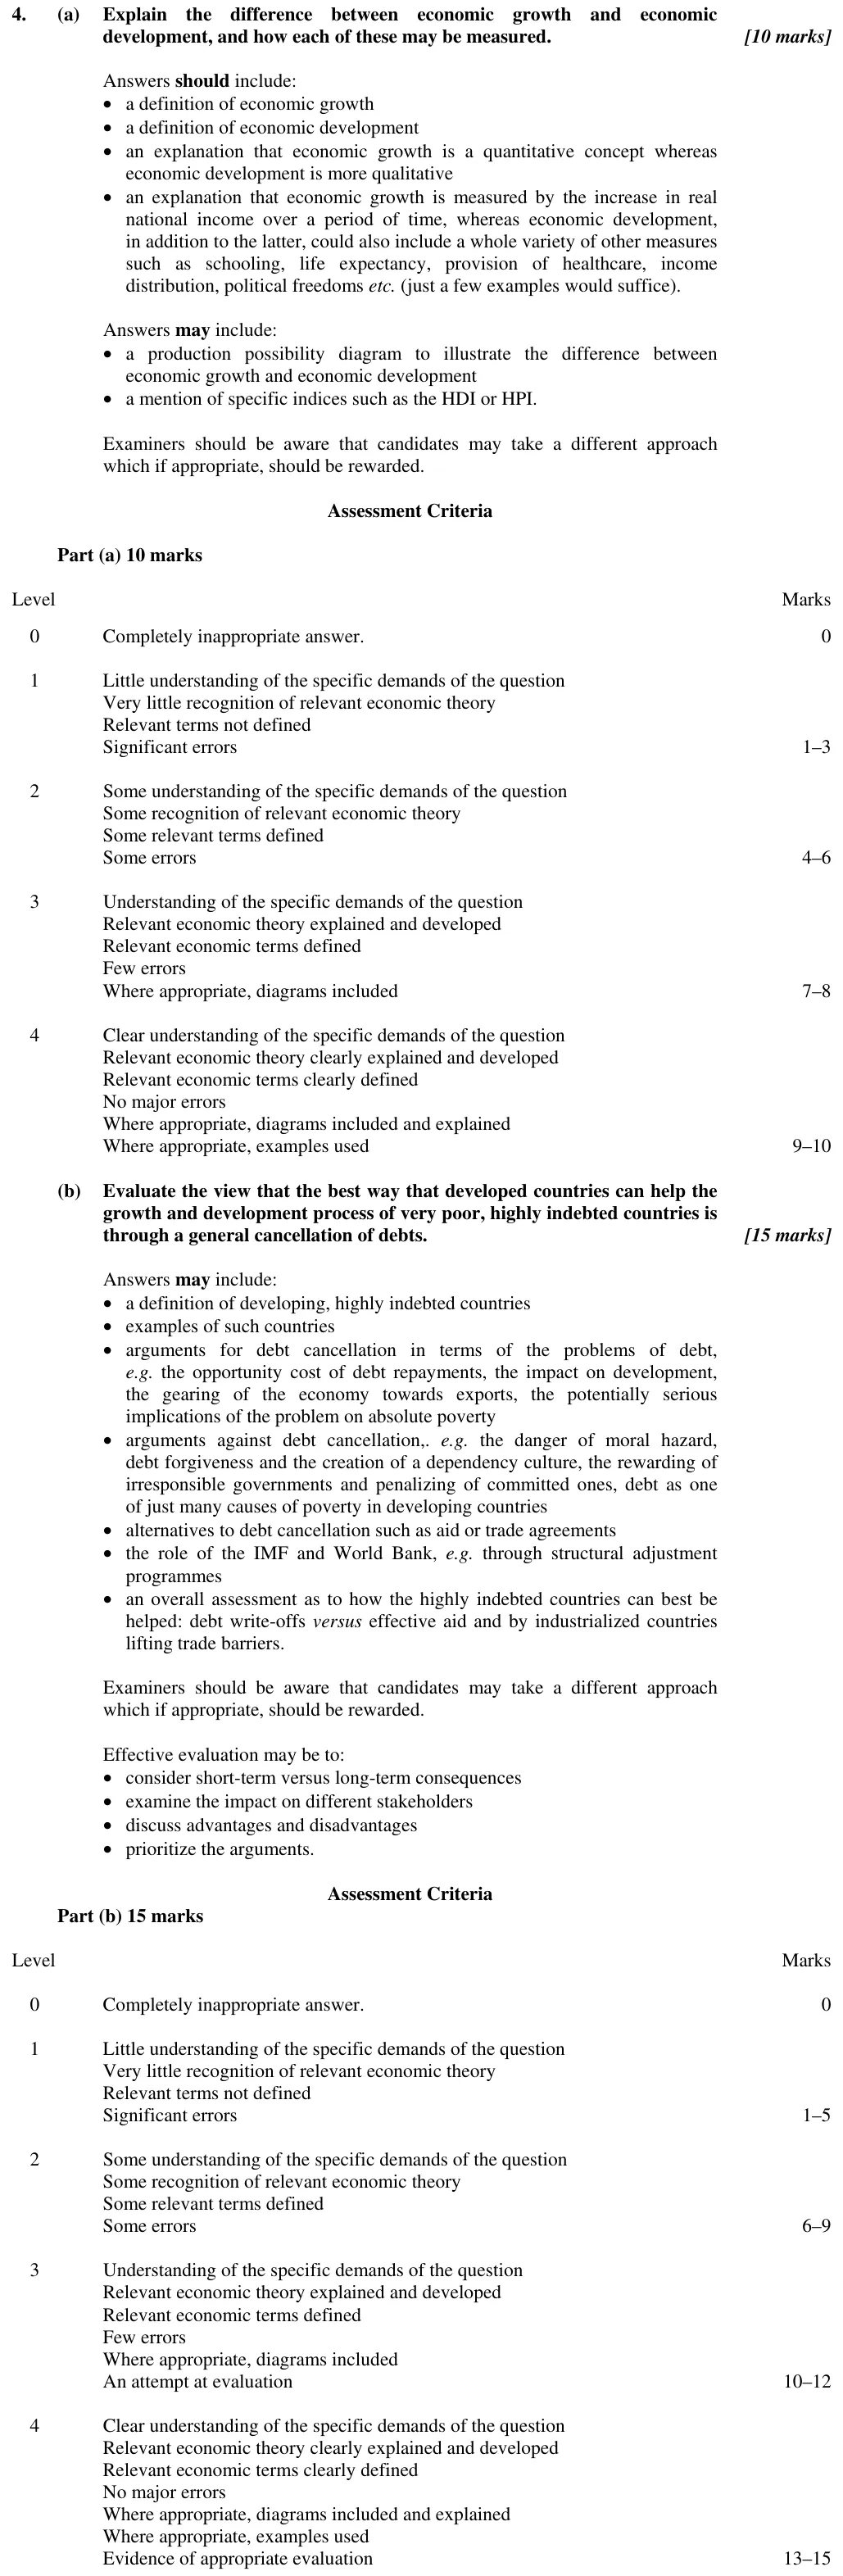 4. (a) Explain the difference between economic growth and economic
development, and how each of these may be measured. [10 marks]
Answers should include:
• a definition of economic growth
• a definition of economic development
• an explanation that economic growth is a quantitative concept whereas
economic development is more qualitative
• an explanation that economic growth is measured by the increase in real
national income over a period of time, whereas economic development,
in addition to the latter, could also include a whole variety of other measures
such as schooling, life expectancy, provision of healthcare, income
distribution, political freedoms etc. (just a few examples would suffice).
Answers may include:
• a production possibility diagram to illustrate the difference between
economic growth and economic development
• a mention of specific indices such as the HDI or HPI.
Examiners should be aware that candidates may take a different approach
which if appropriate, should be rewarded.
Assessment Criteria
Part (a) 10 marks
Level Marks
0 Completely inappropriate answer. 0
1 Little understanding of the specific demands of the question
Very little recognition of relevant economic theory
Relevant terms not defined
Significant errors 1–3
2 Some understanding of the specific demands of the question
Some recognition of relevant economic theory
Some relevant terms defined
Some errors 4–6
3 Understanding of the specific demands of the question
Relevant economic theory explained and developed
Relevant economic terms defined
Few errors
Where appropriate, diagrams included 7–8
4 Clear understanding of the specific demands of the question
Relevant economic theory clearly explained and developed
Relevant economic terms clearly defined
No major errors
Where appropriate, diagrams included and explained
Where appropriate, examples used 9–10
(b) Evaluate the view that the best way that developed countries can help the
growth and development process of very poor, highly indebted countries is
through a general cancellation of debts. [15 marks]
Answers may include:
• a definition of developing, highly indebted countries
• examples of such countries
• arguments for debt cancellation in terms of the problems of debt,
e.g. the opportunity cost of debt repayments, the impact on development,
the gearing of the economy towards exports, the potentially serious
implications of the problem on absolute poverty
• arguments against debt cancellation,. e.g. the danger of moral hazard,
debt forgiveness and the creation of a dependency culture, the rewarding of
irresponsible governments and penalizing of committed ones, debt as one
of just many causes of poverty in developing countries
• alternatives to debt cancellation such as aid or trade agreements
• the role of the IMF and World Bank, e.g. through structural adjustment
programmes
• an overall assessment as to how the highly indebted countries can best be
helped: debt write-offs versus effective aid and by industrialized countries
lifting trade barriers.
Examiners should be aware that candidates may take a different approach
which if appropriate, should be rewarded.
Effective evaluation may be to:
• consider short-term versus long-term consequences
• examine the impact on different stakeholders
• discuss advantages and disadvantages
• prioritize the arguments.
Assessment Criteria
Part (b) 15 marks
Level Marks
0 Completely inappropriate answer. 0
1 Little understanding of the specific demands of the question
Very little recognition of relevant economic theory
Relevant terms not defined
Significant errors 1–5
2 Some understanding of the specific demands of the question
Some recognition of relevant economic theory
Some relevant terms defined
Some errors 6–9
3 Understanding of the specific demands of the question
Relevant economic theory explained and developed
Relevant economic terms defined
Few errors
Where appropriate, diagrams included
An attempt at evaluation 10–12
4 Clear understanding of the specific demands of the question
Relevant economic theory clearly explained and developed
Relevant economic terms clearly defined
No major errors
Where appropriate, diagrams included and explained
Where appropriate, examples used
Evidence of appropriate evaluation 13–15